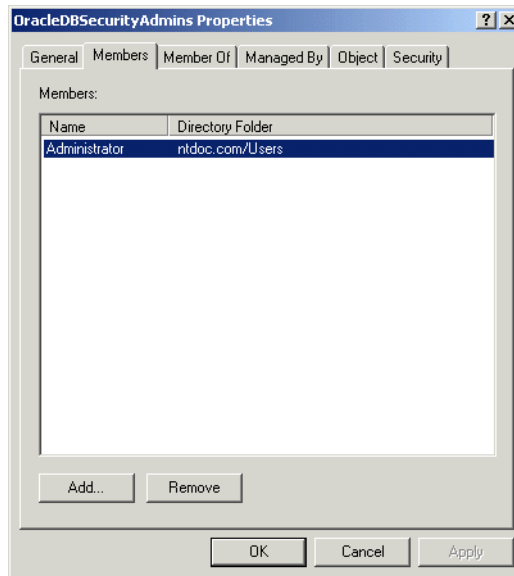 OracleDBSecurityAdmins Properties
General Members Member Of Managed By Object Security
Members:
Name Directory Folder
Administrator ntdoc.com/Users
Add... Remove
OK Cancel Apply